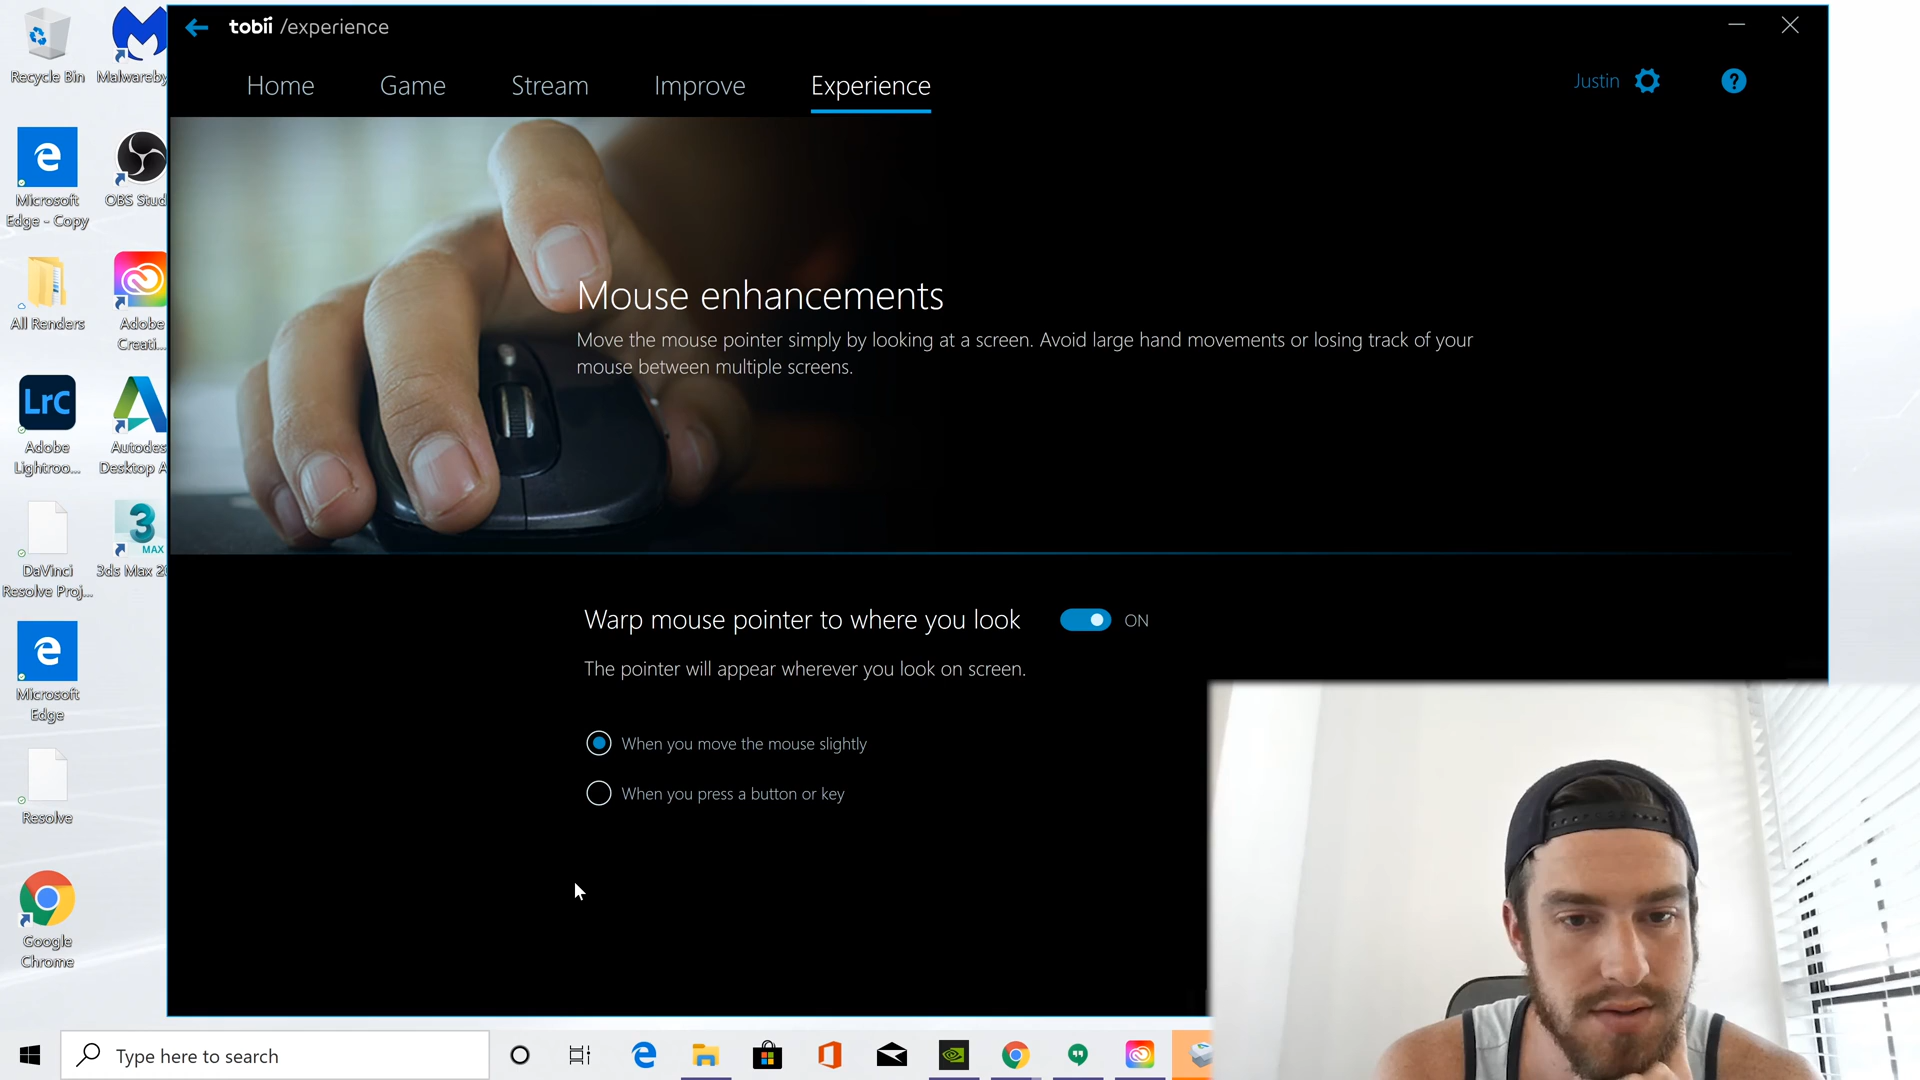 tobii /experience
Home Game Stream Improve Experience
Justin
?
Mouse enhancements
Move the mouse pointer simply by looking at a screen. Avoid large hand movements or losing track of your
mouse between multiple screens.
Warp mouse pointer to where you look ON
The pointer will appear wherever you look on screen.
When you move the mouse slightly
When you press a button or key
Recycle Bin
Malwareby
Microsoft
Edge - Copy
OBS Stud
All Renders
Adobe
Creati...
LrC
Adobe
Lightroo...
Autodes
Desktop A
DaVinci
Resolve Proj...
3
MAX
3ds Max 20
Microsoft
Edge
Resolve
Google
Chrome
Type here to search